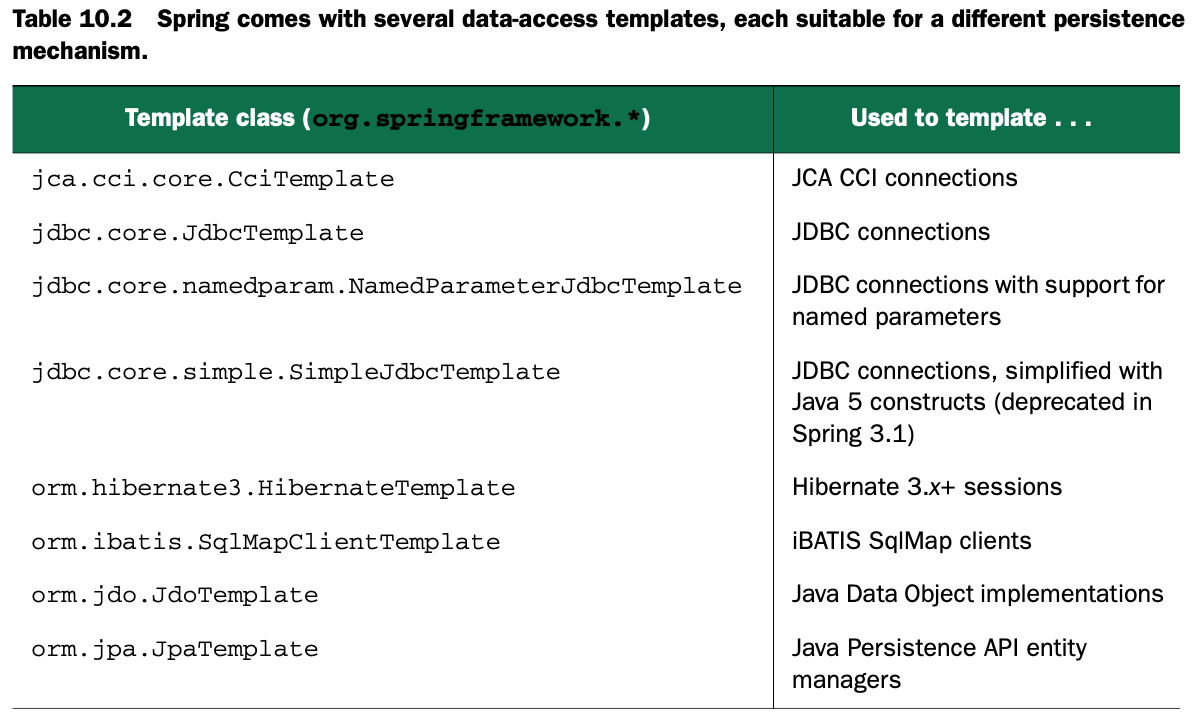 Table 10.2 Spring comes with several data-access templates, each suitable for a different persistence
mechanism.
Template class (org.springframework.*) Used to template . . .
jca.cci.core.CciTemplate JCA CCI connections
jdbc.core.JdbcTemplate JDBC connections
jdbc.core.namedparam.NamedParameterJdbcTemplate JDBC connections with support for
named parameters
jdbc.core.simple.SimpleJdbcTemplate JDBC connections, simplified with
Java 5 constructs (deprecated in
Spring 3.1)
orm.hibernate3.HibernateTemplate Hibernate 3.x+ sessions
orm.ibatis.SqlMapClientTemplate iBATIS SqlMap clients
orm.jdo.JdoTemplate Java Data Object implementations
orm.jpa.JpaTemplate Java Persistence API entity
managers